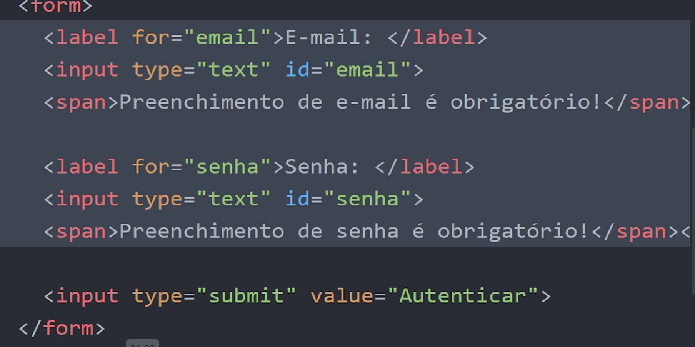 <form>
<label for="email">E-mail: </label>
<input type="text" id="email">
<span>Preenchimento de e-mail é obrigatório!</span>
<label for="senha">Senha: </label>
<input type="text" id="senha">
<span>Preenchimento de senha é obrigatório!</span><
<input type="submit" value="Autenticar">
</form>